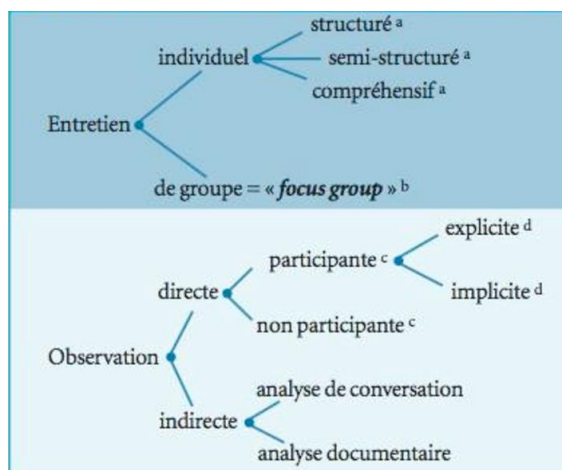 structuré a
individuel
semi-structuré a
compréhensif a
Entretien
de groupe = « focus group » b
explicite d
participante c
directe
implicite d
non participante c
Observation
analyse de conversation
indirecte
analyse documentaire